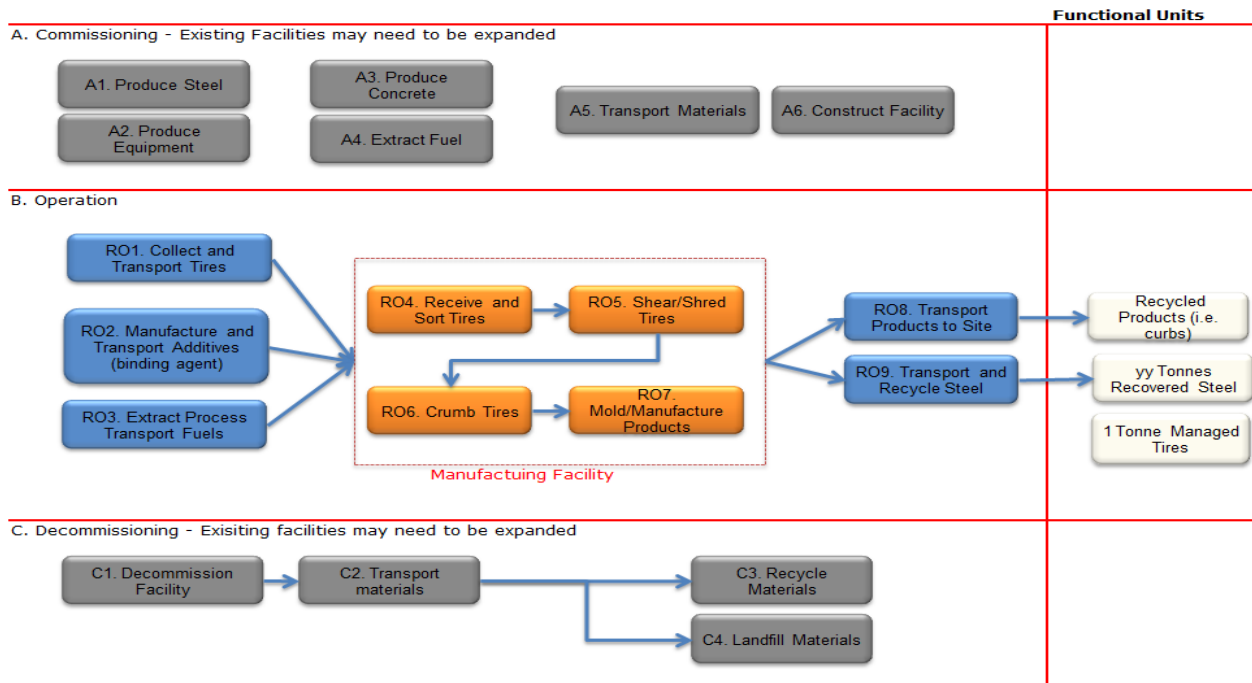 Functional Units
A. Commissioning - Existing Facilities may need to be expanded
A1. Produce Steel
A2. Produce
Equipment
A3. Produce
Concrete
A4. Extract Fuel
A5. Transport Materials
A6. Construct Facility
B. Operation
RO1. Collect and
Transport Tires
RO2. Manufacture and
Transport Additives
(binding agent)
RO3. Extract Process
Transport Fuels
RO4. Receive and
Sort Tires
RO5. Shear/Shred
Tires
RO6. Crumb Tires
RO7.
Mold/Manufacture
Products
Manufactuing Facility
RO8. Transport
Products to Site
RO9. Transport and
Recycle Steel
Recycled
Products (i.e.
curbs)
yy Tonnes
Recovered Steel
1 Tonne Managed
Tires
C. Decommissioning - Exisiting facilities may need to be expanded
C1. Decommission
Facility
C2. Transport
materials
C3. Recycle
Materials
C4. Landfill Materials